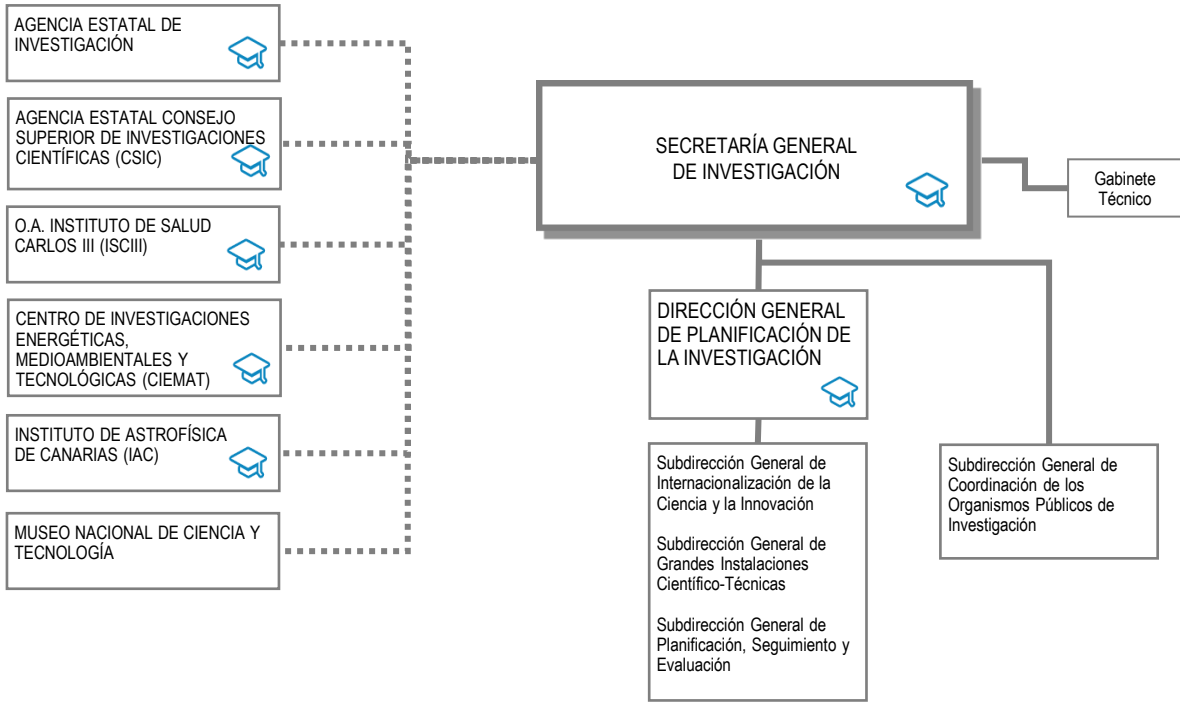 AGENCIA ESTATAL DE
INVESTIGACIÓN
AGENCIA ESTATAL CONSEJO
SUPERIOR DE INVESTIGACIONES
CIENTÍFICAS (CSIC)
O.A. INSTITUTO DE SALUD
CARLOS III (ISCIII)
CENTRO DE INVESTIGACIONES
ENERGÉTICAS,
MEDIOAMBIENTALES Y
TECNOLÓGICAS (CIEMAT)
INSTITUTO DE ASTROFÍSICA
DE CANARIAS (IAC)
MUSEO NACIONAL DE CIENCIA Y
TECNOLOGÍA
SECRETARÍA GENERAL
DE INVESTIGACIÓN
Gabinete
Técnico
DIRECCIÓN GENERAL
DE PLANIFICACIÓN DE
LA INVESTIGACIÓN
Subdirección General de
Internacionalización de la
Ciencia y la Innovación
Subdirección General de
Grandes Instalaciones
Científico-Técnicas
Subdirección General de
Planificación, Seguimiento y
Evaluación
Subdirección General de
Coordinación de los
Organismos Públicos de
Investigación